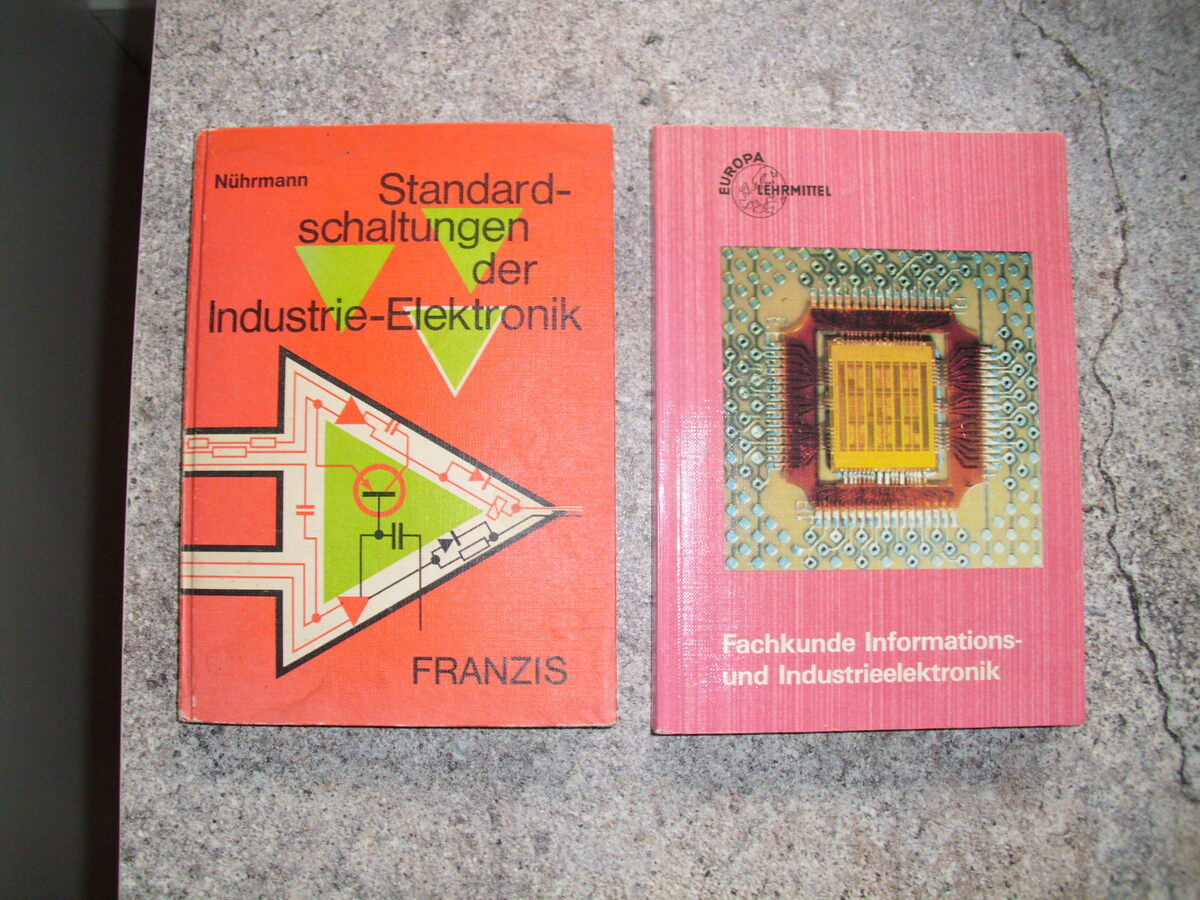 Nührmann
Standard-
schaltungen
der
Industrie-Elektronik
FRANZIS
EUROPA
LEHRMITTEL
Fachkunde Informations-
und Industrieelektronik